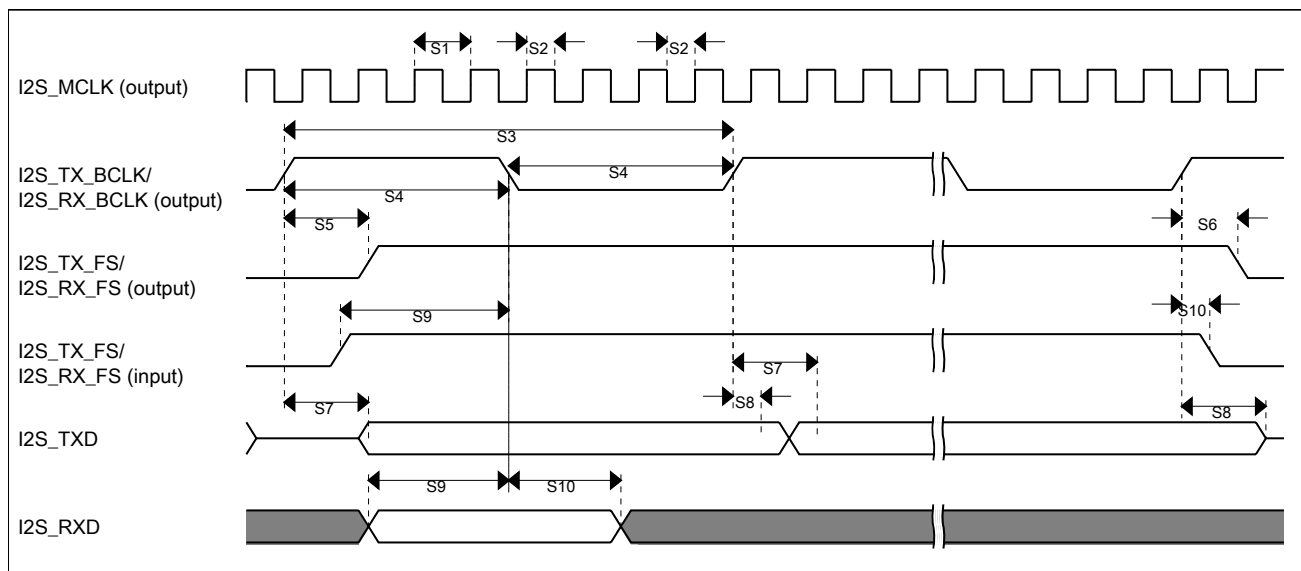 S1
S2
S2
I2S_MCLK (output)
S3
I2S_TX_BCLK/
I2S_RX_BCLK (output)
S4
S4
S5
S6
I2S_TX_FS/
I2S_RX_FS (output)
S9
S10
I2S_TX_FS/
I2S_RX_FS (input)
S7
S7
S8
S8
I2S_TXD
S9
S10
I2S_RXD